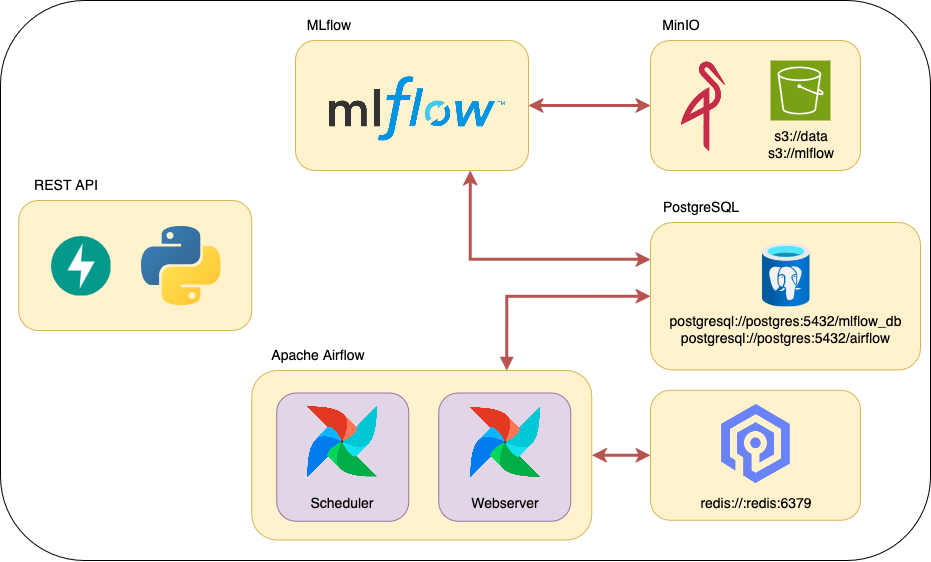 MLflow
MinIO
mlflow™
s3://data
s3://mlflow
REST API
PostgreSQL
postgresql://postgres:5432/mlflow_db
postgresql://postgres:5432/airflow
Apache Airflow
Scheduler
Webserver
redis://:redis:6379